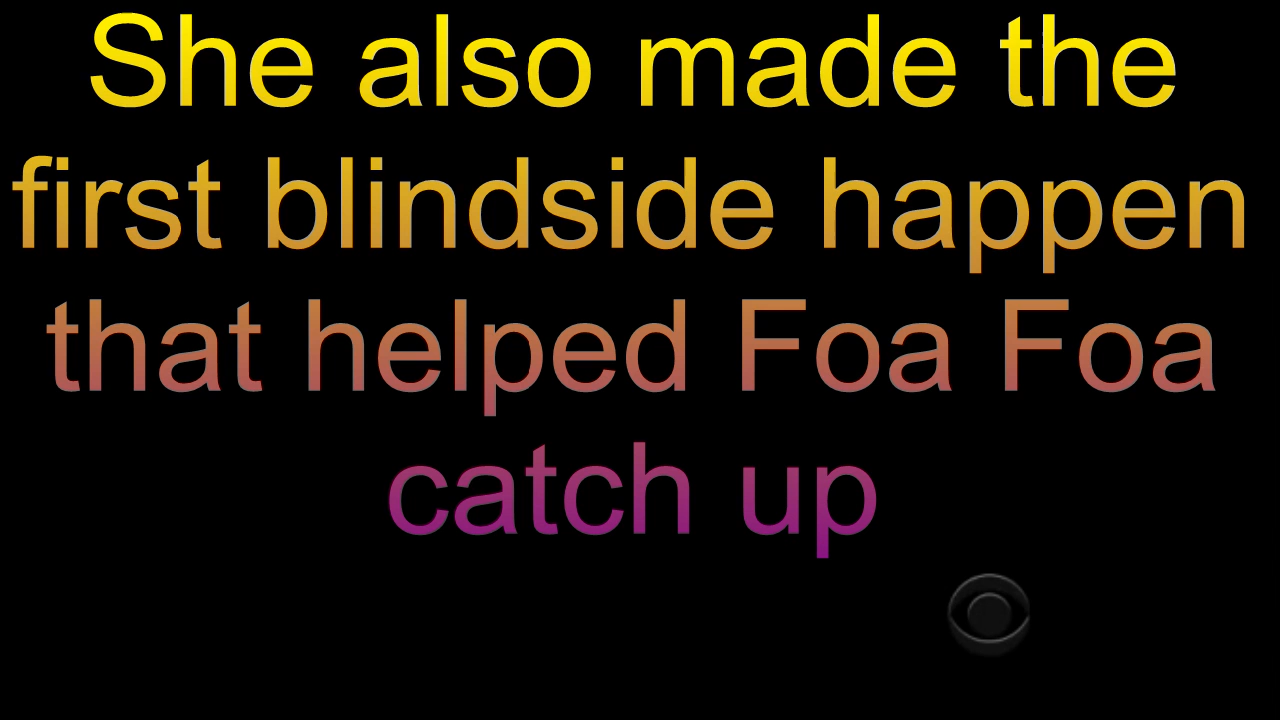 She also made the
first blindside happen
that helped Foa Foa
catch up